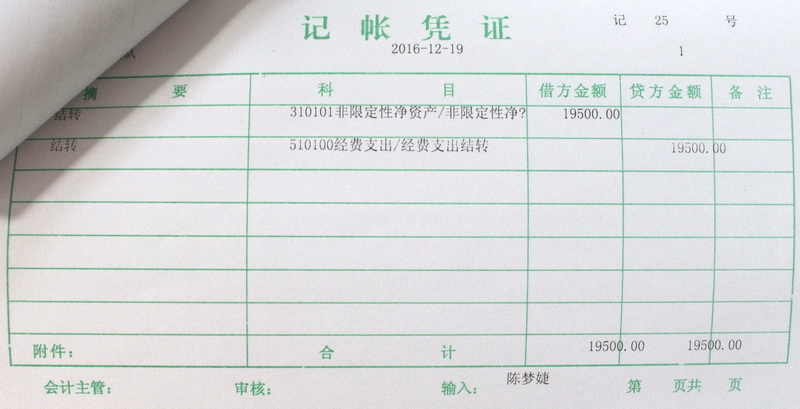 记帐凭证
记 25 号
2016-12-19
1
摘要 科目 借方金额 贷方金额 备注
结转 310101非限定性净资产/非限定性净? 19500.00
结转 510100经费支出/经费支出结转 19500.00
附件： 合计 19500.00 19500.00
会计主管： 审核： 输入： 陈梦婕 第 页共 页